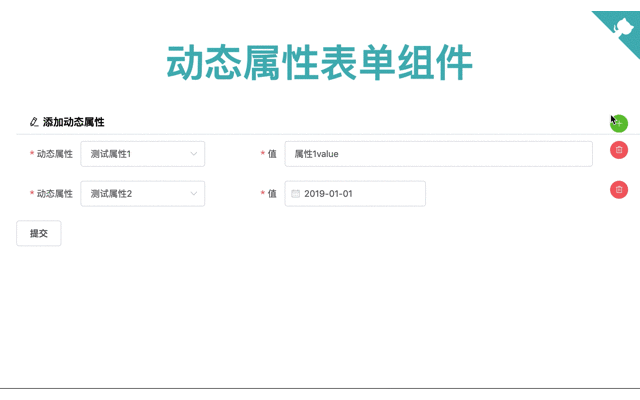 动态属性表单组件
添加动态属性
* 动态属性 测试属性1 * 值 属性1value
* 动态属性 测试属性2 * 值 2019-01-01
提交